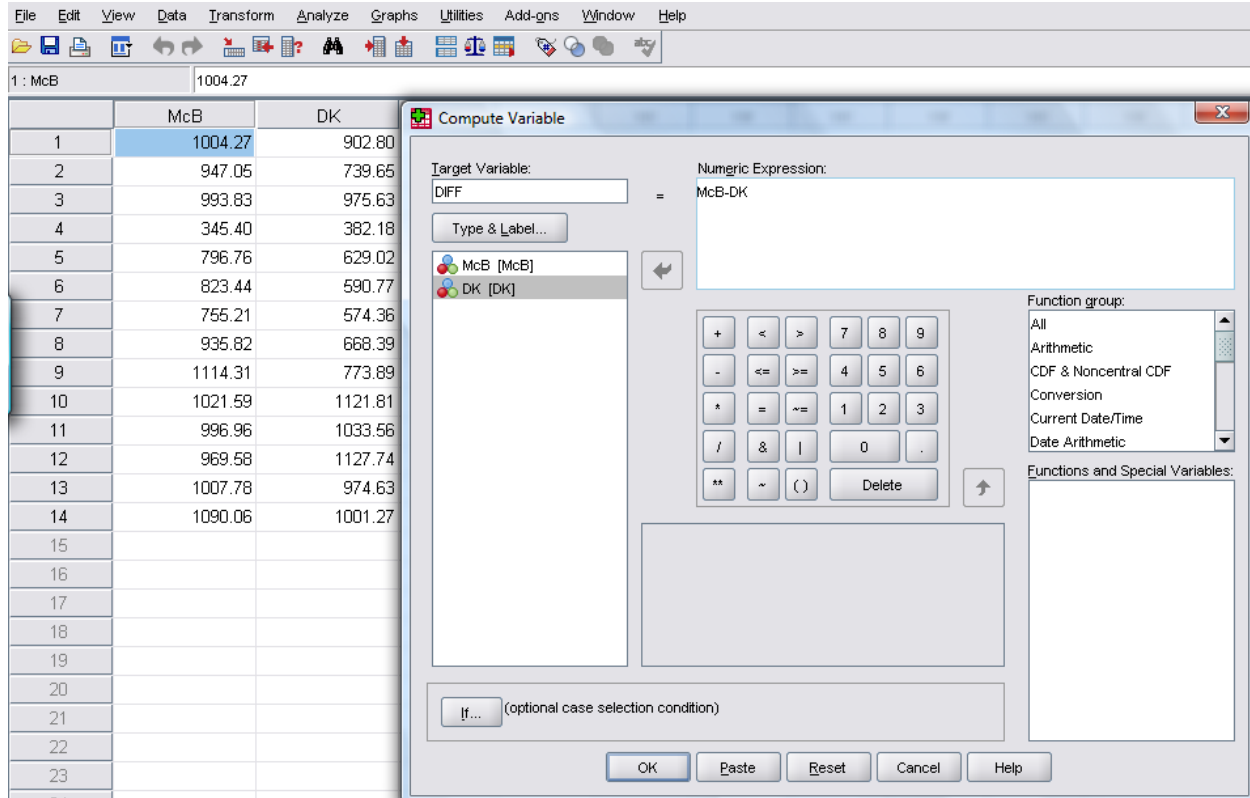 File Edit View Data Transform Analyze Graphs Utilities Add-ons Window Help
1 : McB 1004.27
McB DK
1 1004.27 902.80
2 947.05 739.65
3 993.83 975.63
4 345.40 382.18
5 796.76 629.02
6 823.44 590.77
7 755.21 574.36
8 935.82 668.39
9 1114.31 773.89
10 1021.59 1121.81
11 996.96 1033.56
12 969.58 1127.74
13 1007.78 974.63
14 1090.06 1001.27
15
16
17
18
19
20
21
22
23
Compute Variable
Target Variable: Numeric Expression:
DIFF = McB-DK
Type & Label...
McB [McB]
DK [DK]
+ < > 7 8 9
- <= >= 4 5 6
* = ~= 1 2 3
/ & | 0 .
** ~ ( ) Delete
Function group:
All
Arithmetic
CDF & Noncentral CDF
Conversion
Current Date/Time
Date Arithmetic
Functions and Special Variables:
If... (optional case selection condition)
OK Paste Reset Cancel Help